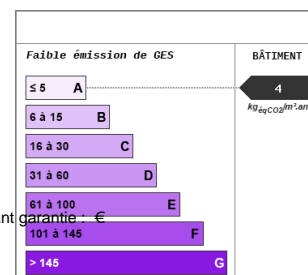 Faible émission de GES
BÂTIMENT
≤ 5 A
4
kgéqCO2/m².an
6 à 15 B
16 à 30 C
31 à 60 D
61 à 100 E
ant garantie : €
101 à 145 F
> 145 G